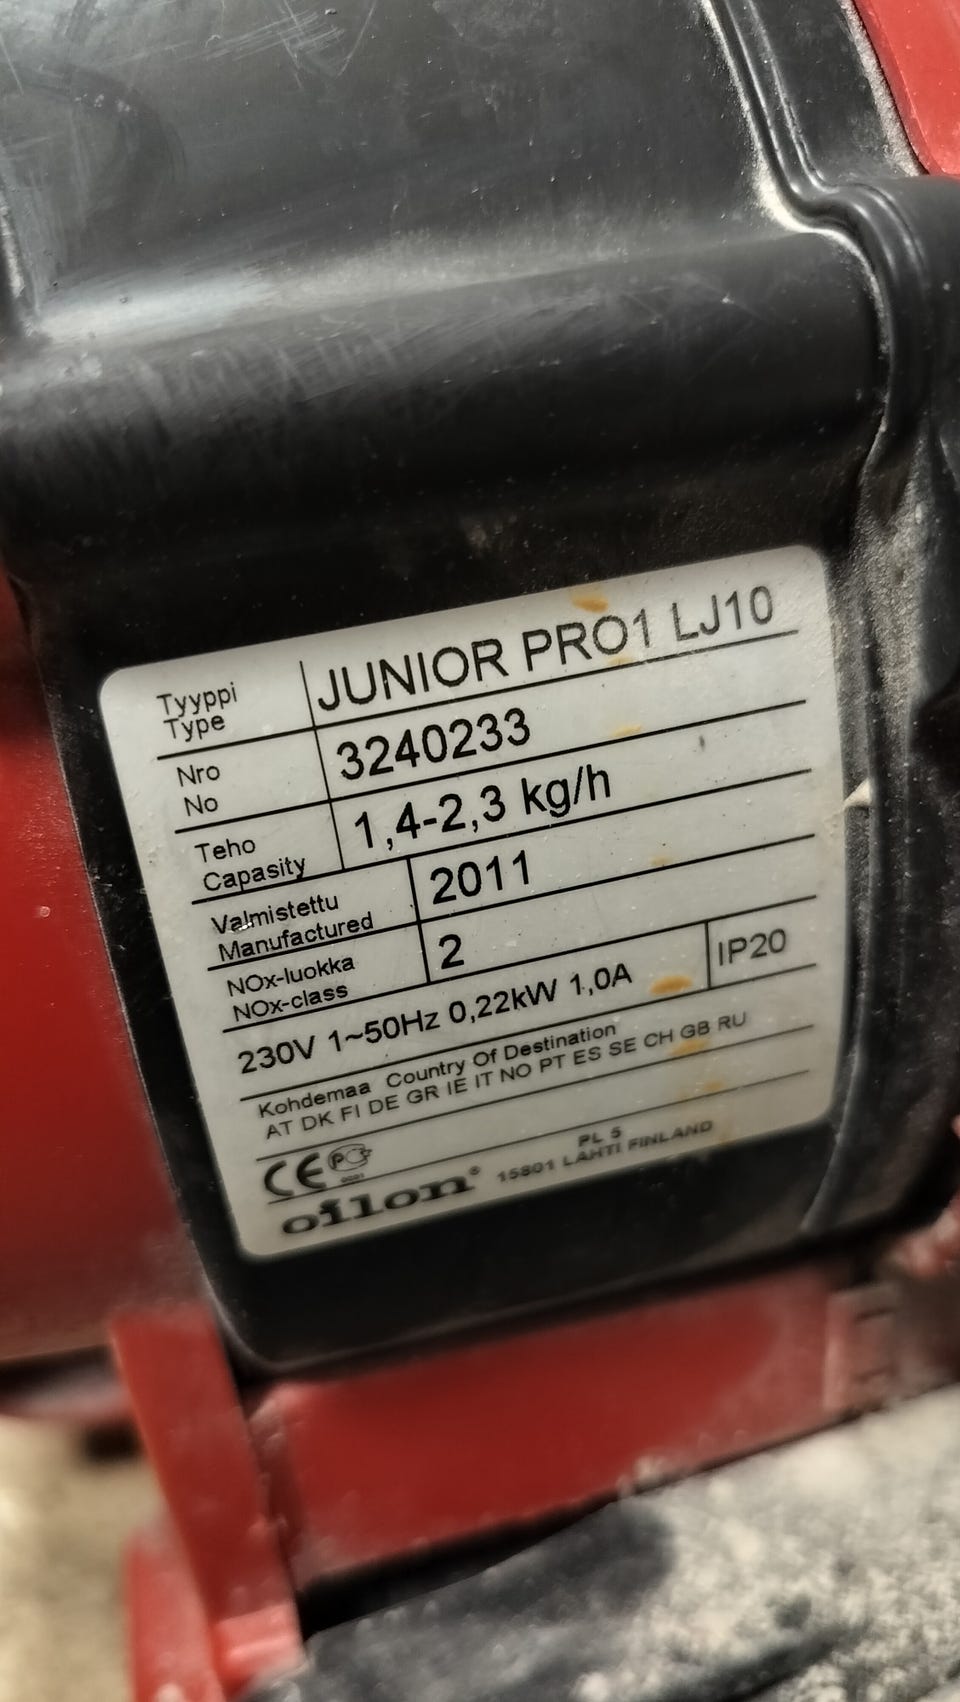 Tyyppi
Type
JUNIOR PRO1 LJ10
Nro
No
3240233
Teho
Capasity
1,4-2,3 kg/h
Valmistettu
Manufactured
2011
NOx-luokka
NOx-class
2
230V 1~50Hz 0,22kW 1,0A
IP20
Kohdemaa Country Of Destination
AT DK FI DE GR IE IT NO PT ES SE CH GB RU
CE
oilon®
PL 5
15801 LAHTI FINLAND